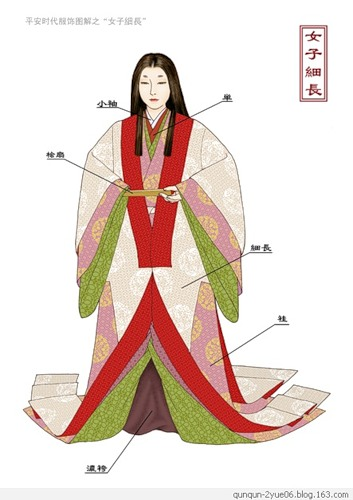 平安时代服饰图解之“女子細長”
女子細長
小袖
単
桧扇
細長
袿
濃袴
qunqun-2yue06.blog.163.com